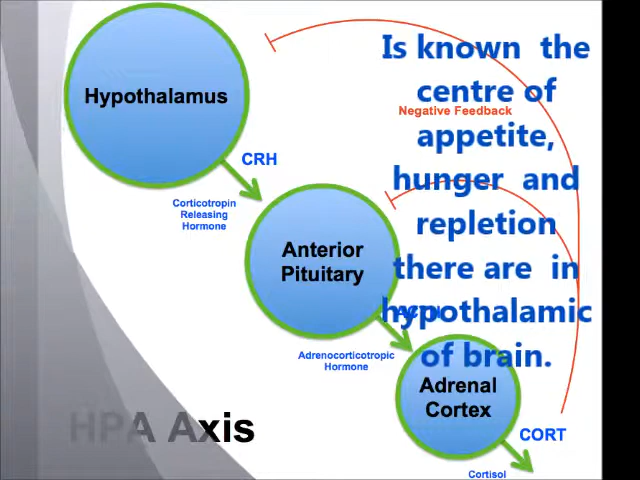 Is known the
centre of
appetite,
hunger and
repletion
there are in
hypothalamic
of brain.
Hypothalamus
Negative Feedback
CRH
Corticotropin
Releasing
Hormone
Anterior
Pituitary
ACTH
Adrenocorticotropic
Hormone
Adrenal
Cortex
HPA Axis
CORT
Cortisol